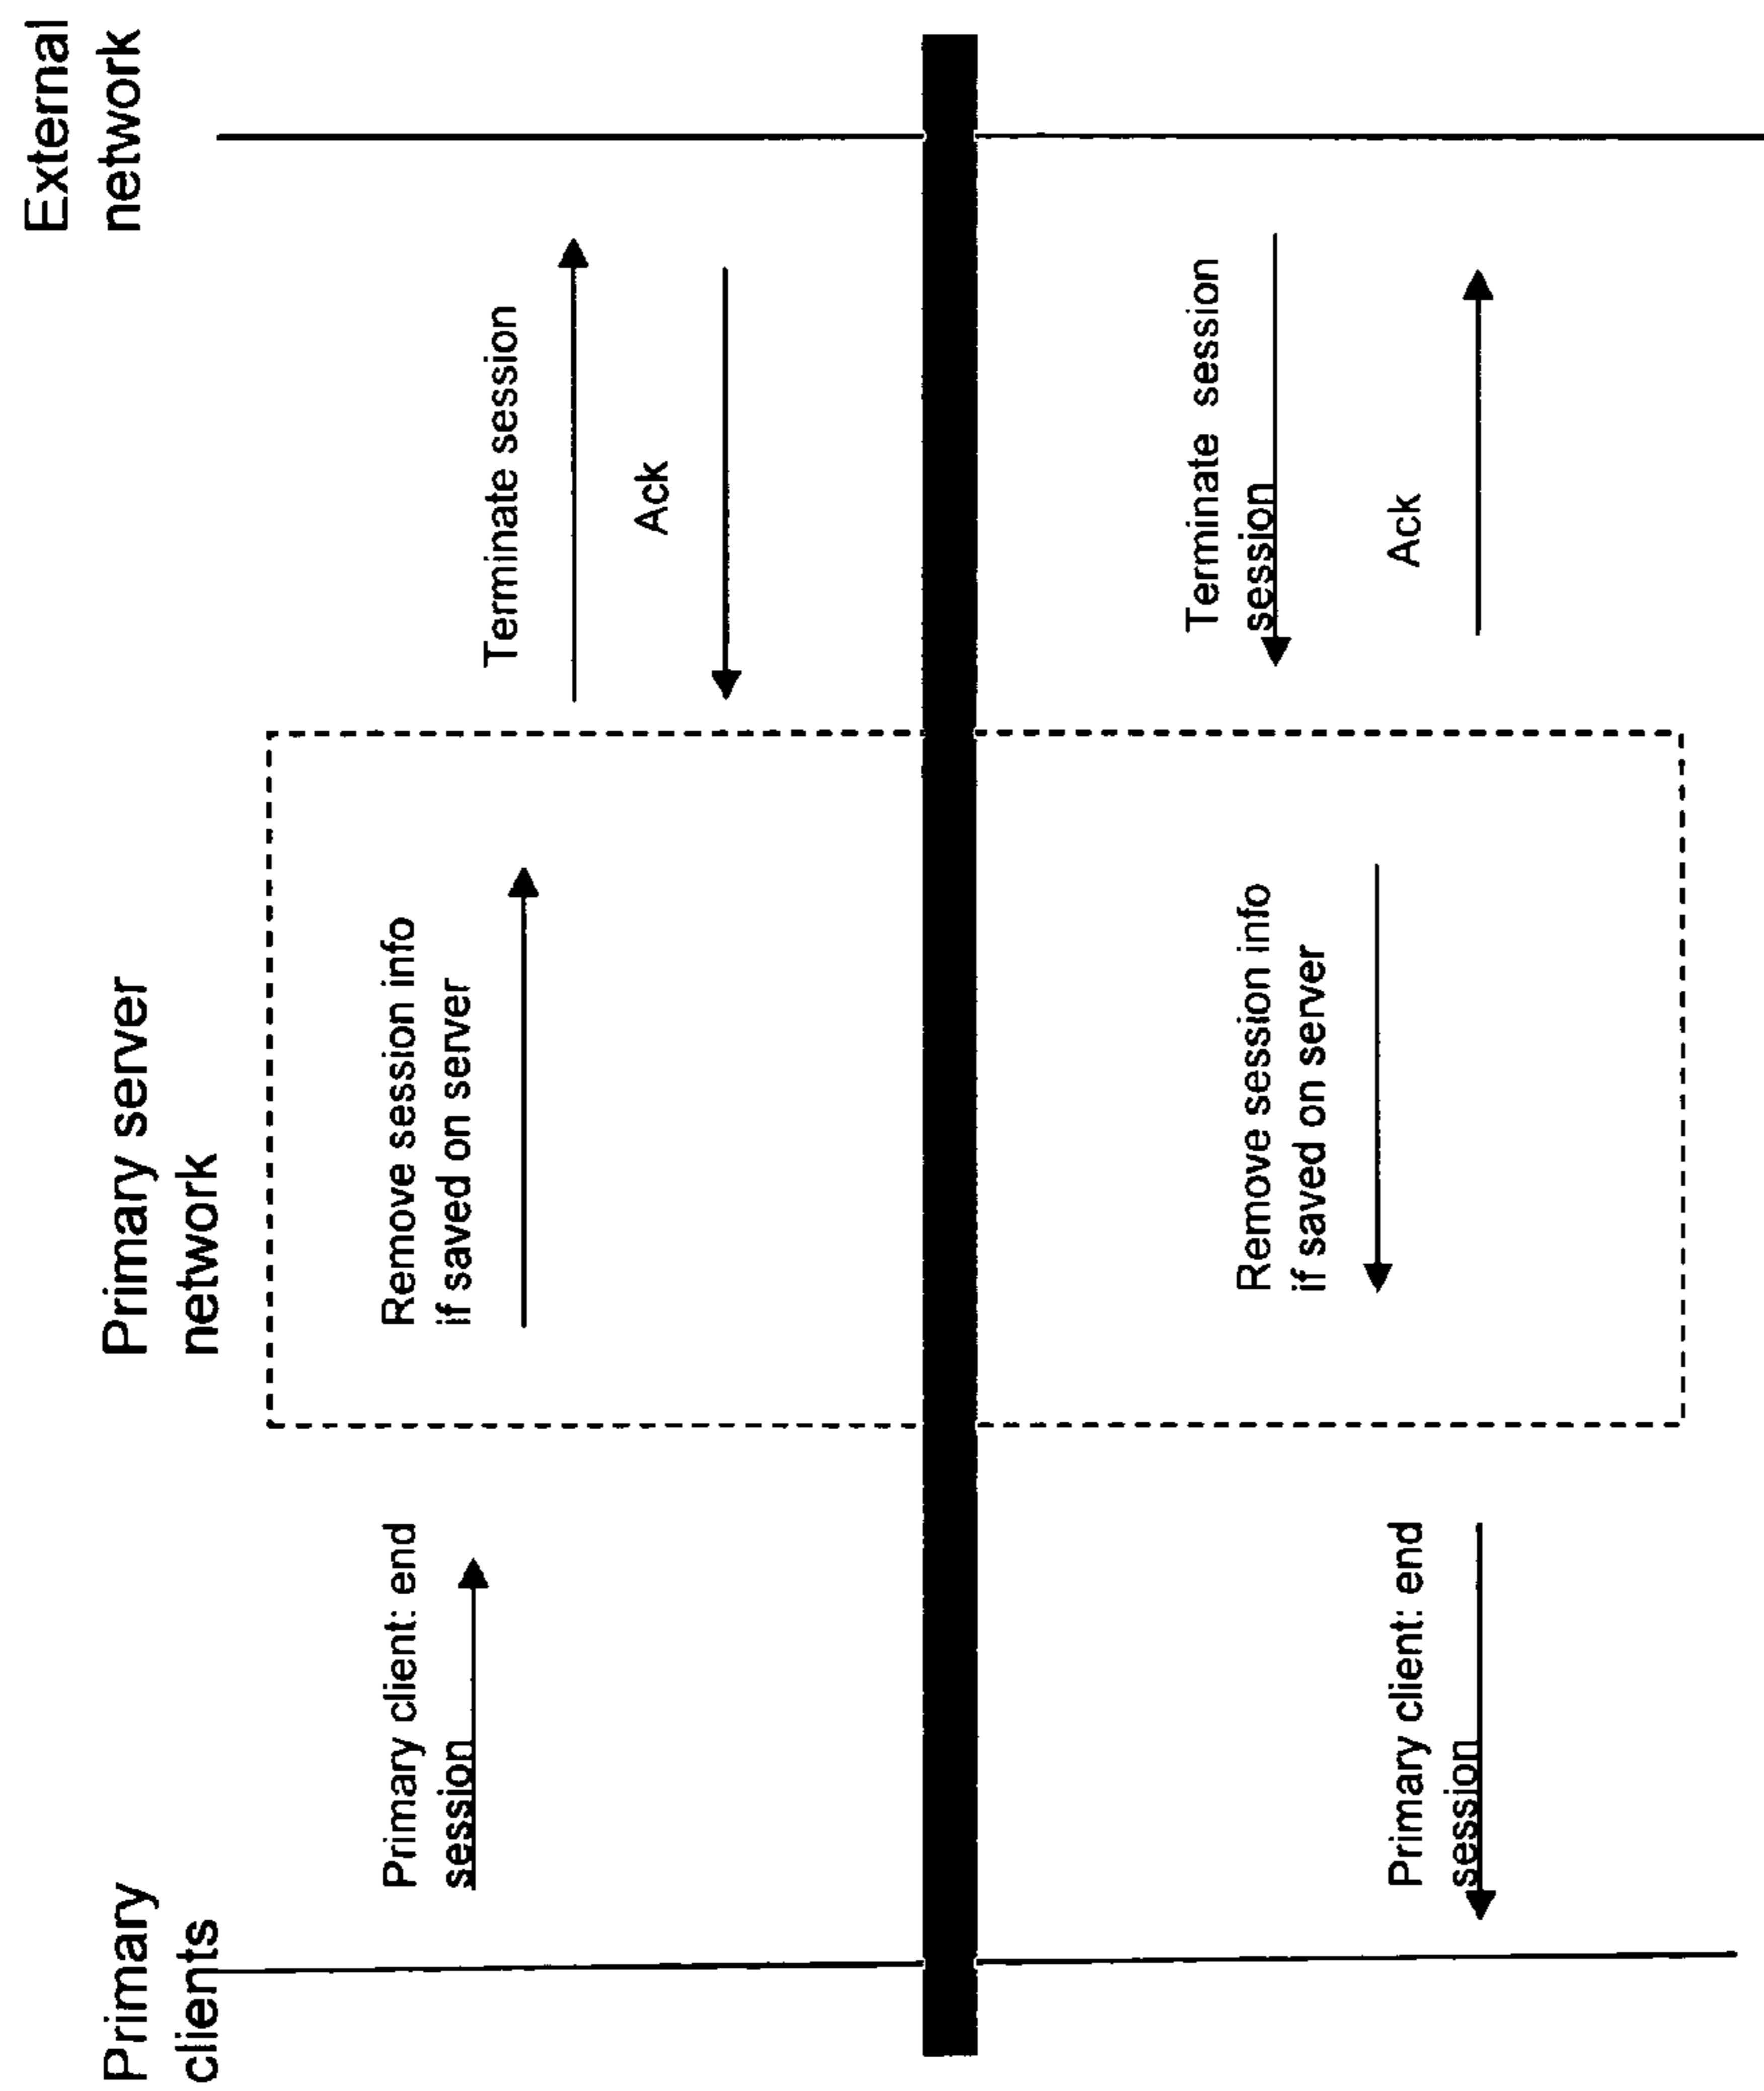 Primary
clients
Primary server
network
External
network
Primary client: end
session
Remove session info
if saved on server
Terminate session
Ack
Terminate session
session
Ack
Remove session info
if saved on server
Primary client: end
session